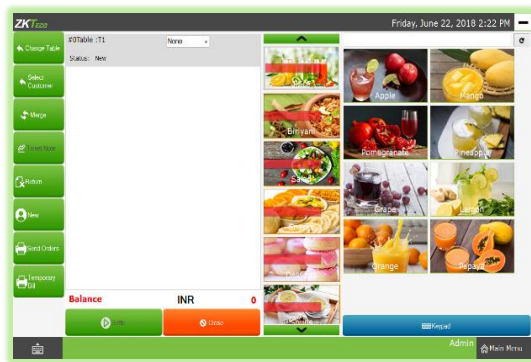 ZKTeco
Friday, June 22, 2018 2:22 PM
Change Table
#0Table :T1
None
Status: New
Select
Customer
Merge
Ticket Note
Return
New
Send Orders
Temporary
Bill
Biriyani
Salad
Apple
Mango
Pomegranate
Pineapple
Grape
Lemon
Orange
Papaya
Balance
INR
0
Settle
Close
Keypad
Admin
Main Menu